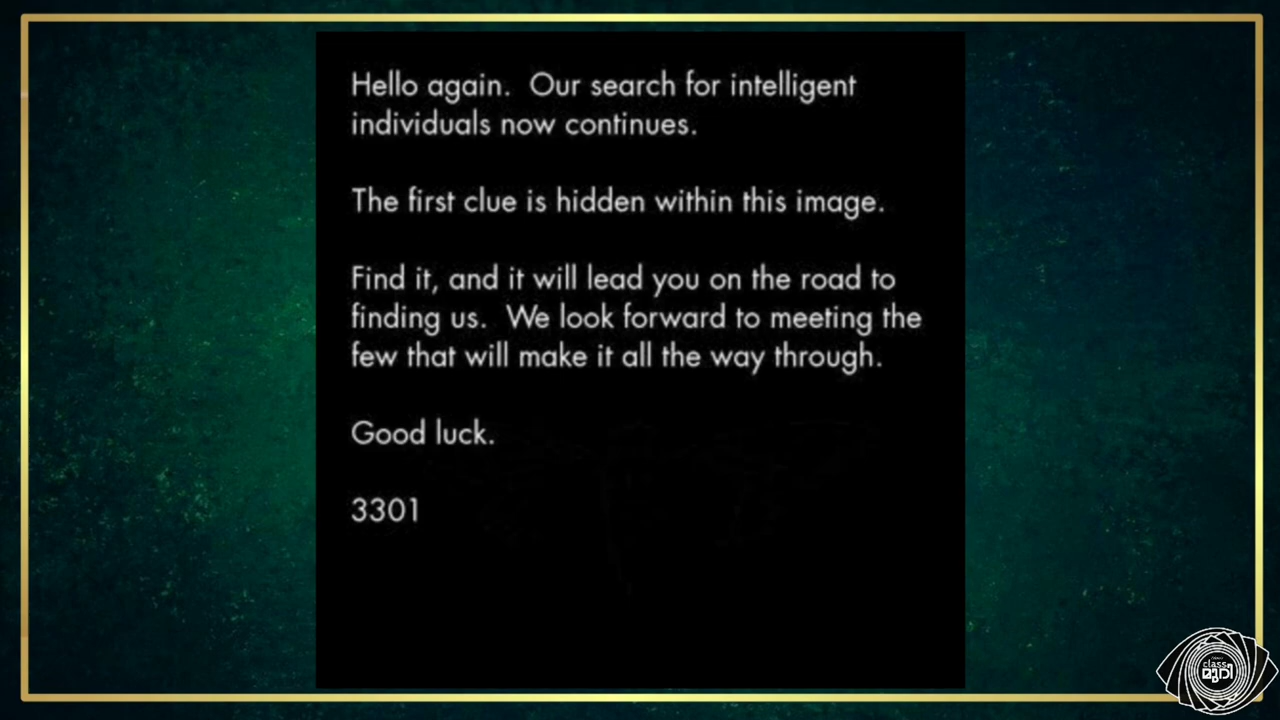 Hello again. Our search for intelligent
individuals now continues.
The first clue is hidden within this image.
Find it, and it will lead you on the road to
finding us. We look forward to meeting the
few that will make it all the way through.
Good luck.
3301
class
മുറി